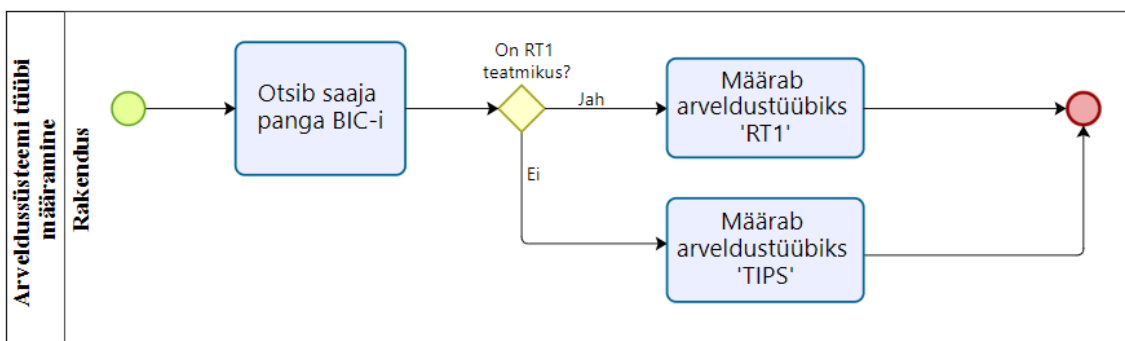 Arveldussüsteemi tüübi
määramine
Rakendus
Otsib saaja
panga BIC-i
On RT1
teatmikus?
Jah
Ei
Määrab
arveldustüübiks
'RT1'
Määrab
arveldustüübiks
'TIPS'